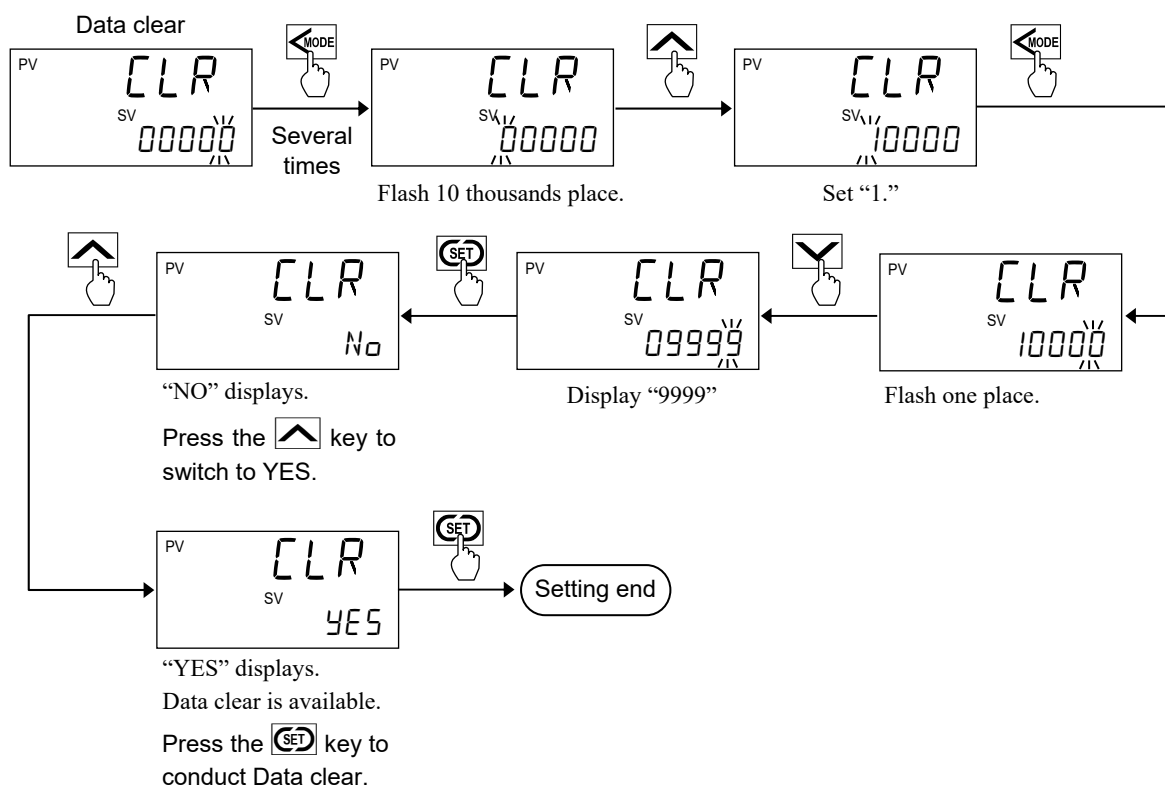 Data clear
MODE
MODE
PV
CLR
SV
00000
Several
times
PV
CLR
SV
00000
Flash 10 thousands place.
PV
CLR
SV
10000
Set “1.”
SET
PV
CLR
SV
No
“NO” displays.
Press the key to
switch to YES.
PV
CLR
SV
09999
Display “9999”
PV
CLR
SV
10000
Flash one place.
PV
CLR
SV
YES
“YES” displays.
Data clear is available.
Press the SET key to
conduct Data clear.
SET
Setting end